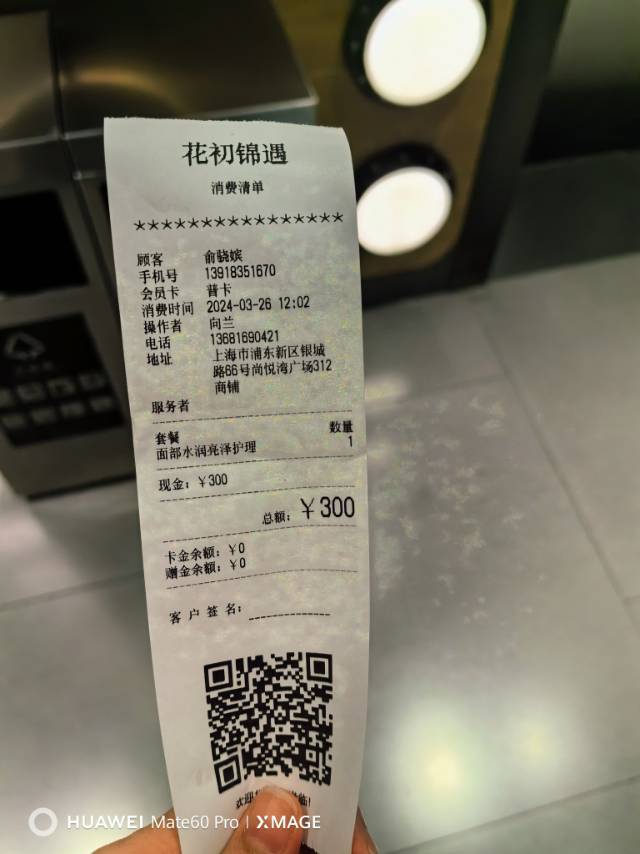 花初锦遇
消费清单
****************
顾客 俞骁嫔
手机号 13918351670
会员卡 普卡
消费时间 2024-03-26 12:02
操作者 向兰
电话 13681690421
地址 上海市浦东新区银城
路66号尚悦湾广场312
商铺
服务者
套餐 数量
面部水润亮泽护理 1
现金：￥300
总额：￥300
卡金余额：￥0
赠金余额：￥0
客户签名：
欢迎 临!
HUAWEI Mate60 Pro | XMAGE